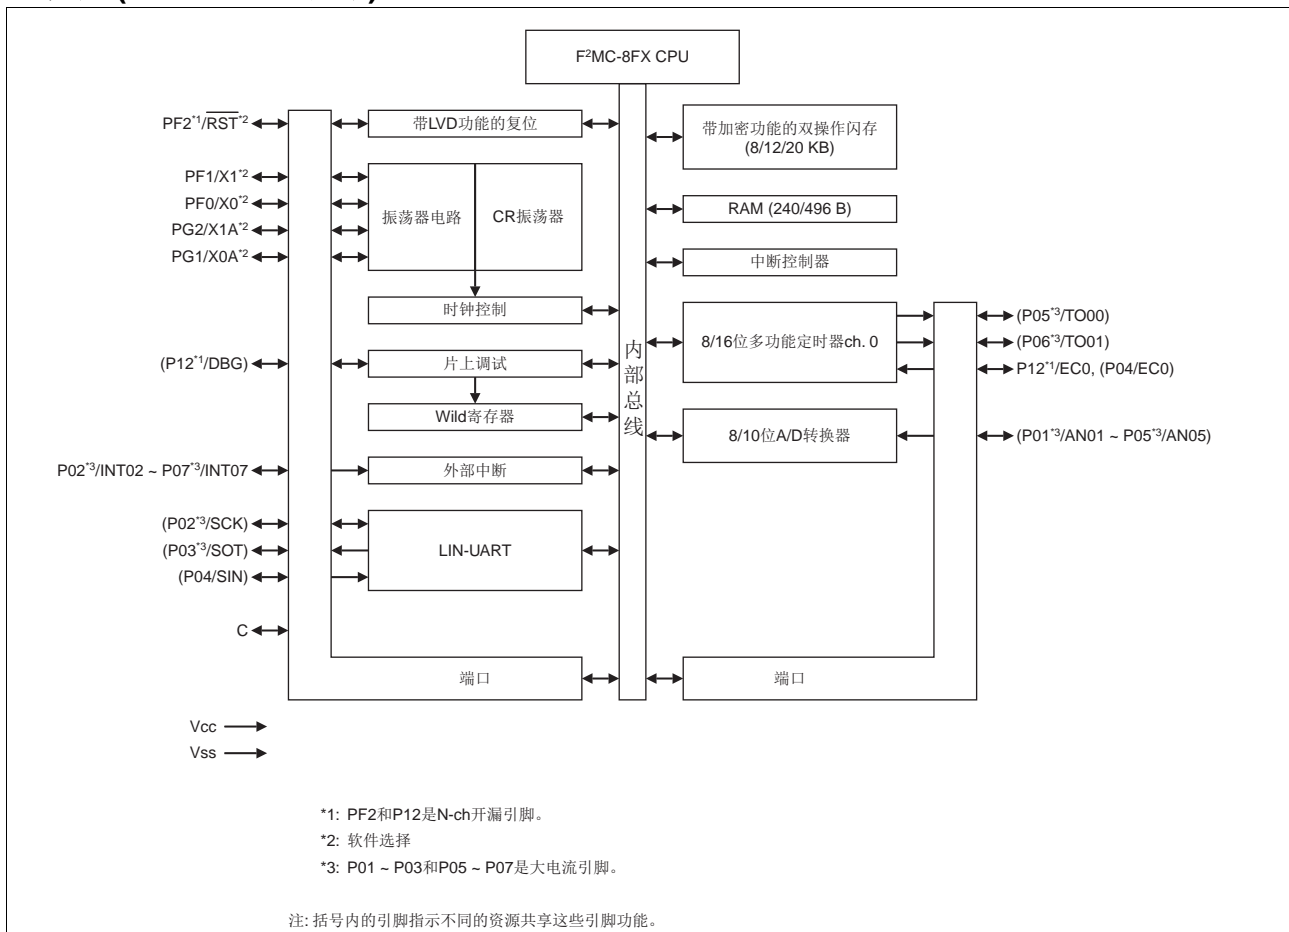 F²MC-8FX CPU
PF2*1/RST*2
带LVD功能的复位
带加密功能的双操作闪存
(8/12/20 KB)
PF1/X1*2
PF0/X0*2
PG2/X1A*2
PG1/X0A*2
振荡器电路
CR振荡器
RAM (240/496 B)
中断控制器
时钟控制
8/16位多功能定时器ch. 0
(P05*3/TO00)
(P06*3/TO01)
P12*1/EC0, (P04/EC0)
(P12*1/DBG)
片上调试
内部总线
Wild寄存器
8/10位A/D转换器
(P01*3/AN01 ~ P05*3/AN05)
P02*3/INT02 ~ P07*3/INT07
外部中断
(P02*3/SCK)
(P03*3/SOT)
(P04/SIN)
LIN-UART
C
端口
端口
Vcc
Vss
*1: PF2和P12是N-ch开漏引脚。
*2: 软件选择
*3: P01 ~ P03和P05 ~ P07是大电流引脚。
注: 括号内的引脚指示不同的资源共享这些引脚功能。